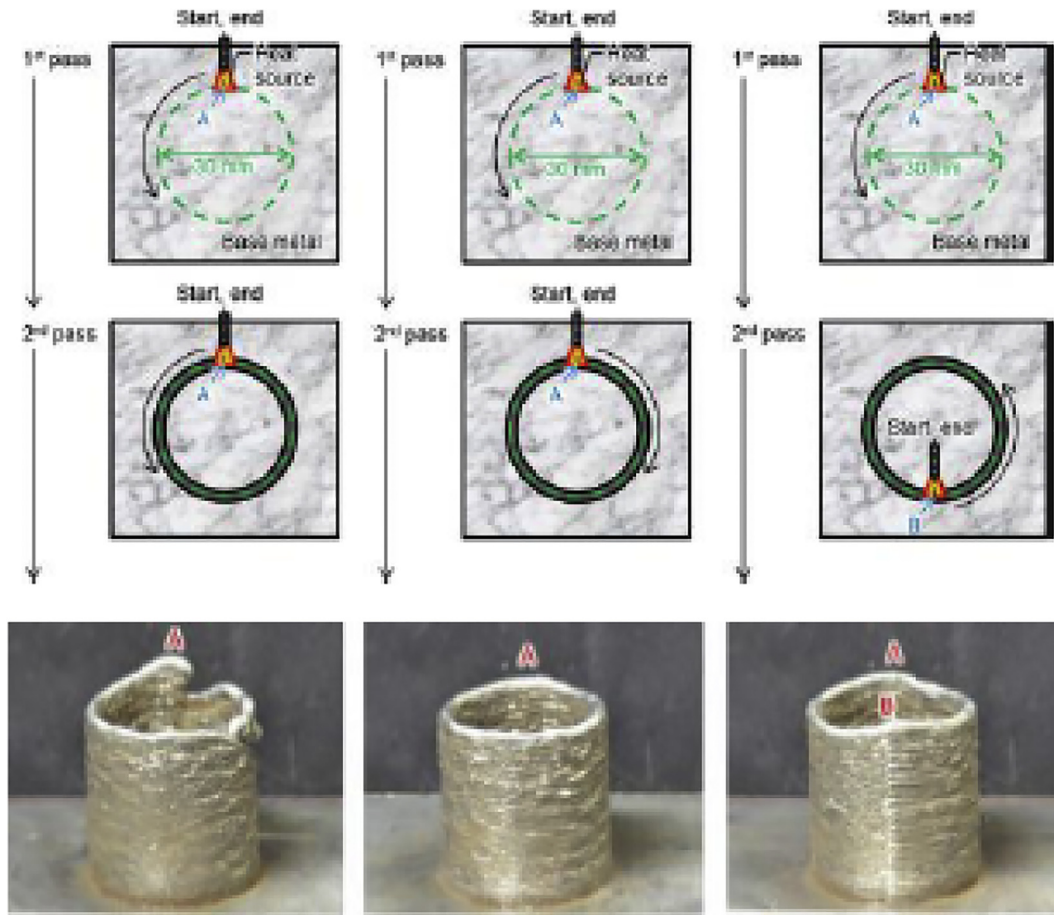 Start, end
Start, end
Start, end
1st pass
Heat source
A
30 mm
Base metal
1st pass
Heat source
A
30 mm
Base metal
1st pass
Heat source
A
30 mm
Base metal
Start, end
Start, end
2nd pass
A
2nd pass
A
2nd pass
Start, end
B
A
A
A
B